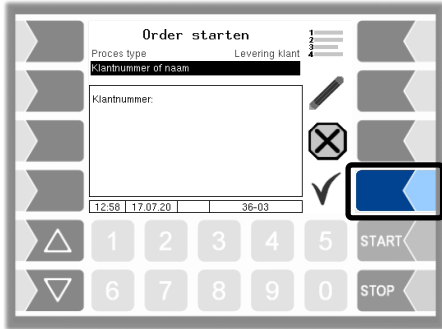 Order starten
Proces type Levering klant
Klantnummer of naam
Klantnummer:
12:58 17.07.20 36-03
1
2
3
4
1 2 3 4 5 START
6 7 8 9 0 STOP